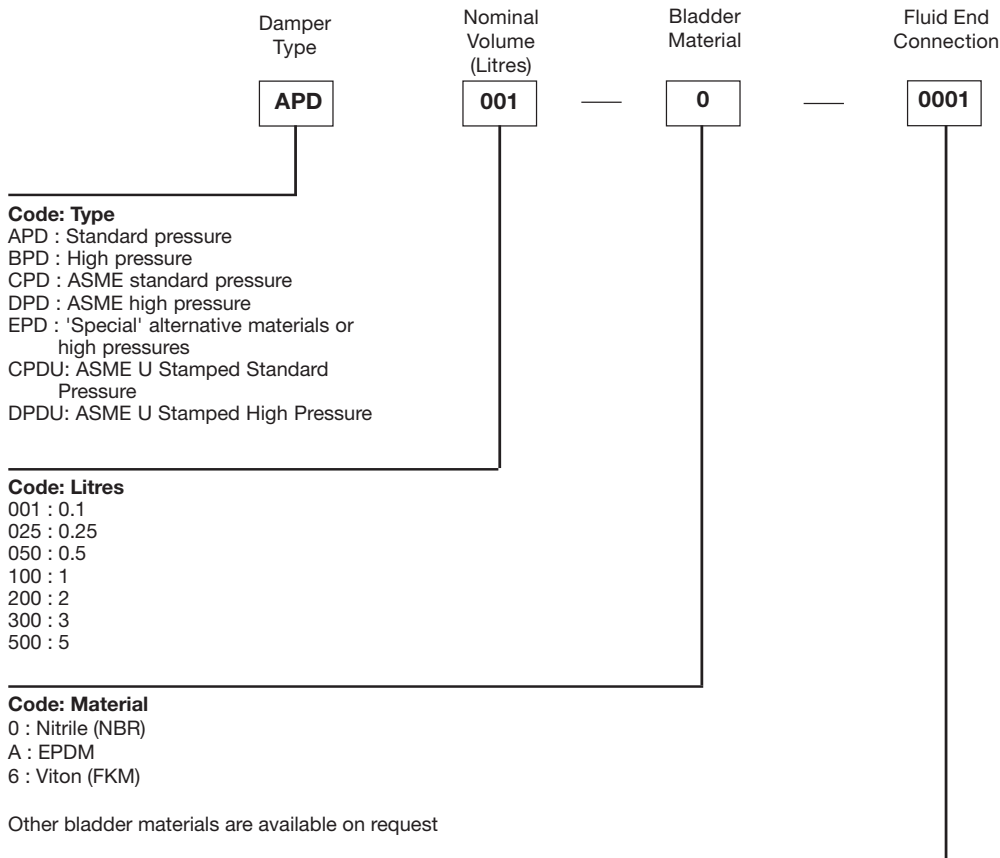 Damper
Type
Nominal
Volume
(Litres)
Bladder
Material
Fluid End
Connection
APD
001
0
0001
Code: Type
APD : Standard pressure
BPD : High pressure
CPD : ASME standard pressure
DPD : ASME high pressure
EPD : 'Special' alternative materials or
high pressures
CPDU: ASME U Stamped Standard
Pressure
DPDU: ASME U Stamped High Pressure
Code: Litres
001 : 0.1
025 : 0.25
050 : 0.5
100 : 1
200 : 2
300 : 3
500 : 5
Code: Material
0 : Nitrile (NBR)
A : EPDM
6 : Viton (FKM)
Other bladder materials are available on request